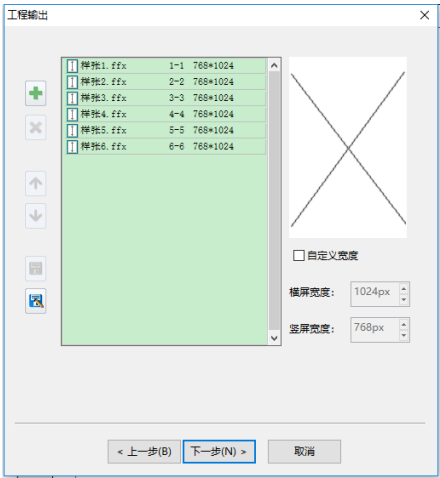 工程输出
样张1.ffx 1-1 768*1024
样张2.ffx 2-2 768*1024
样张3.ffx 3-3 768*1024
样张4.ffx 4-4 768*1024
样张5.ffx 5-5 768*1024
样张6.ffx 6-6 768*1024
自定义宽度
横屏宽度: 1024px
竖屏宽度: 768px
< 上一步(B) 下一步(N) > 取消